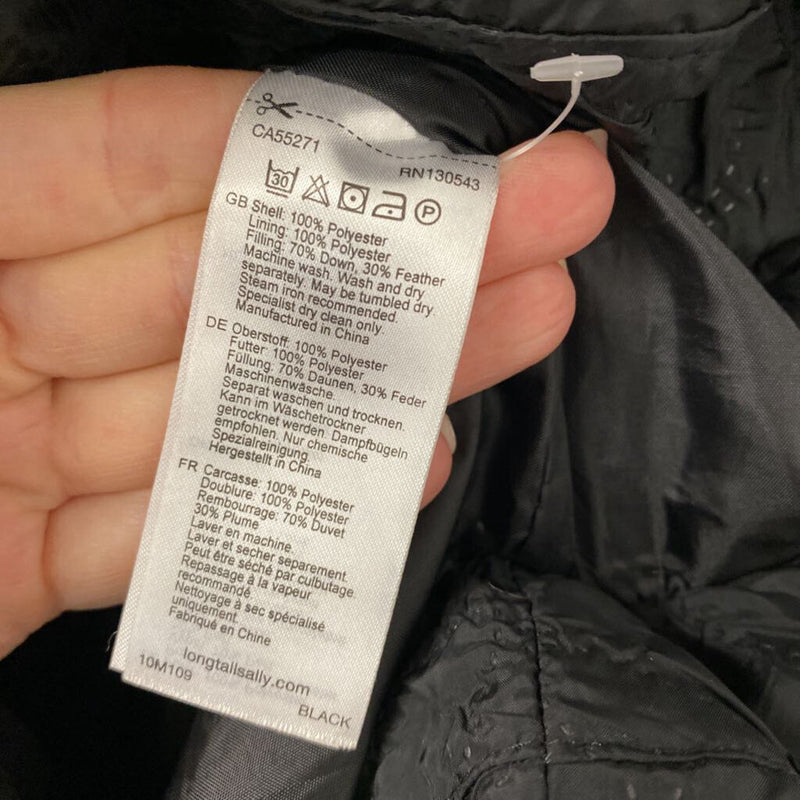 CA55271
RN130543
30 P
GB Shell: 100% Polyester
Lining: 100% Polyester
Filling: 70% Down, 30% Feather
Machine wash. Wash and dry
separately. May be tumbled dry.
Steam iron recommended.
Specialist dry clean only.
Manufactured in China
DE Oberstoff: 100% Polyester
Futter: 100% Polyester
Füllung: 70% Daunen, 30% Feder
Maschinenwäsche.
Separat waschen und trocknen.
Kann im Wäschetrockner
getrocknet werden. Dampfbügeln
empfohlen. Nur chemische
Spezialreinigung.
Hergestellt in China
FR Carcasse: 100% Polyester
Doublure: 100% Polyester
Rembourrage: 70% Duvet
30% Plume
Laver en machine.
Laver et secher separement.
Peut être séché par culbutage.
Repassage à la vapeur
recommandé.
Nettoyage à sec spécialisé
uniquement.
Fabriqué en Chine
longtallsally.com
10M109
BLACK